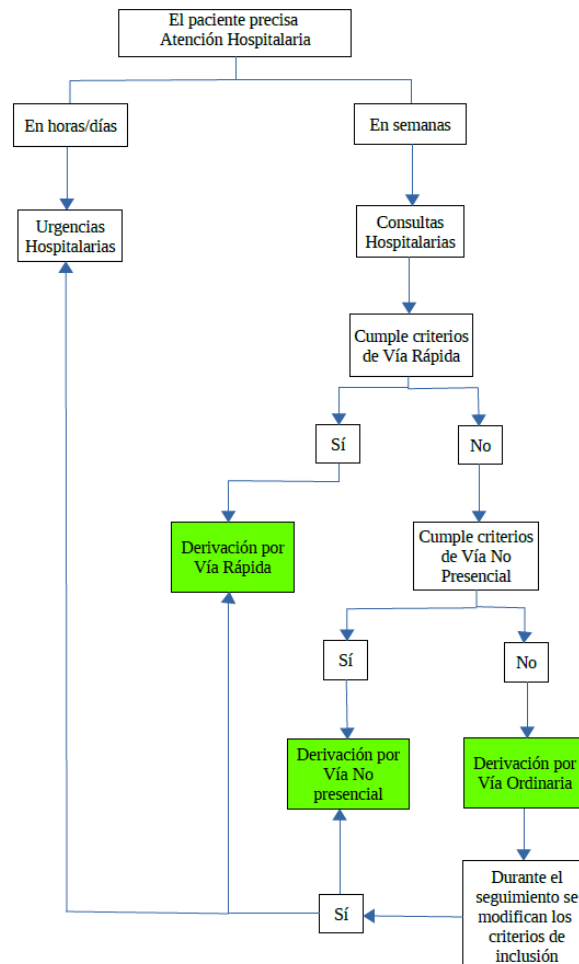 El paciente precisa
Atención Hospitalaria
En horas/días
En semanas
Urgencias
Hospitalarias
Consultas
Hospitalarias
Cumple criterios
de Vía Rápida
Sí
No
Derivación por
Vía Rápida
Cumple criterios
de Vía No
Presencial
Sí
No
Derivación por
Vía No
presencial
Derivación por
Vía Ordinaria
Sí
Durante el
seguimiento se
modifican los
criterios de
inclusión